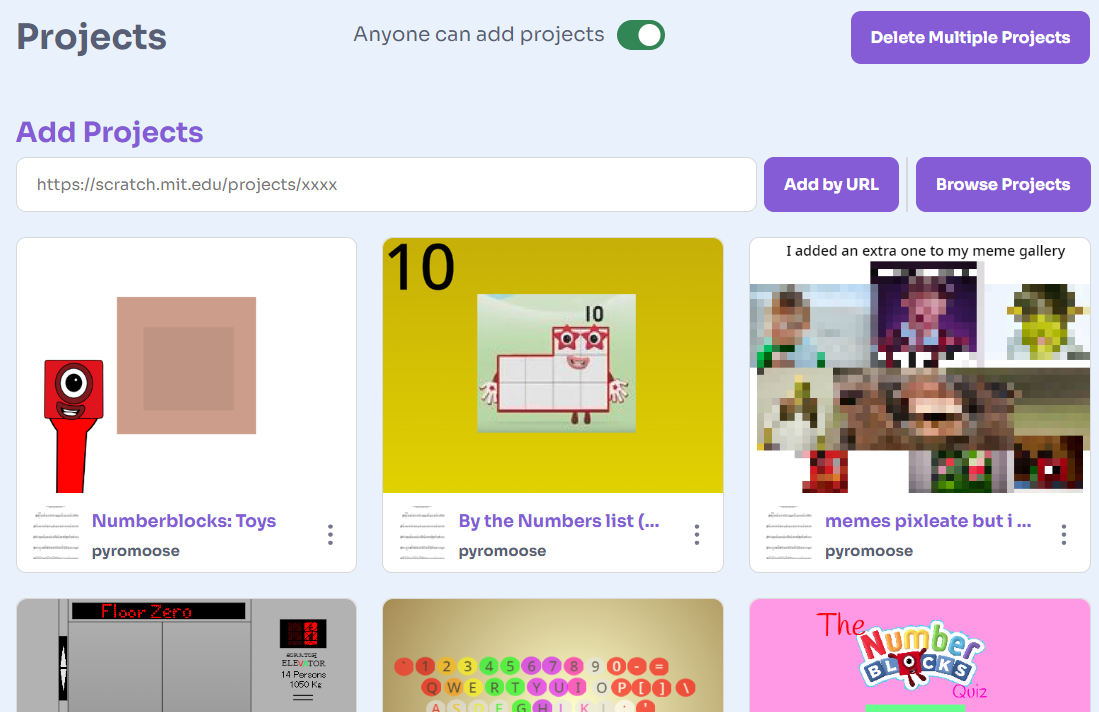 Projects
Anyone can add projects
Delete Multiple Projects
Add Projects
https://scratch.mit.edu/projects/xxxx
Add by URL
Browse Projects
10
10
I added an extra one to my meme gallery
Numberblocks: Toys
pyromoose
By the Numbers list (...
pyromoose
memes pixleate but i ...
pyromoose
Floor Zero
0
ELEVATOR
14 Persons
1050 Kg
1 2 3 4 5 6 7 8 9 0 - =
Q W E R T Y U I O P [ ] \
A S D F G H J K L ; '
The
Number
BLOCKS
Quiz